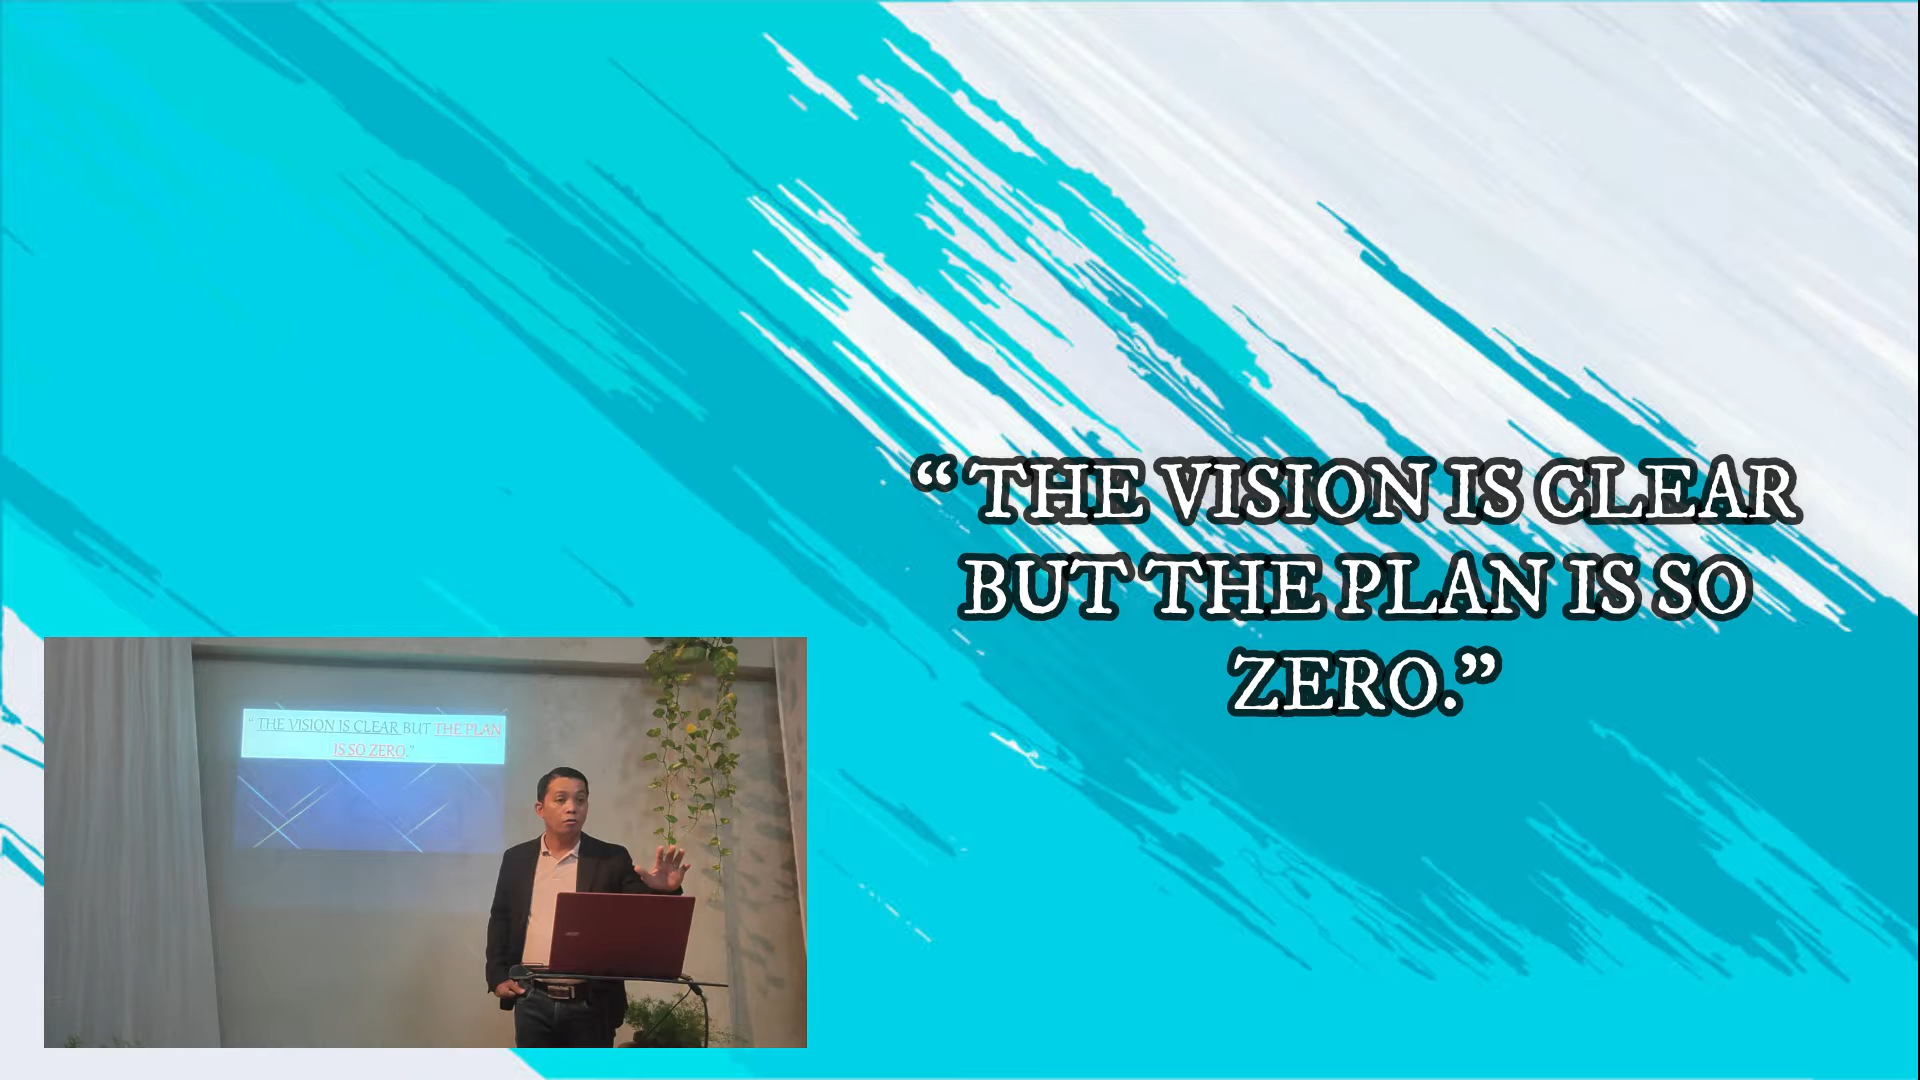 “ THE VISION IS CLEAR
BUT THE PLAN IS SO
ZERO.”
“ THE VISION IS CLEAR BUT THE PLAN
IS SO ZERO.”
acer